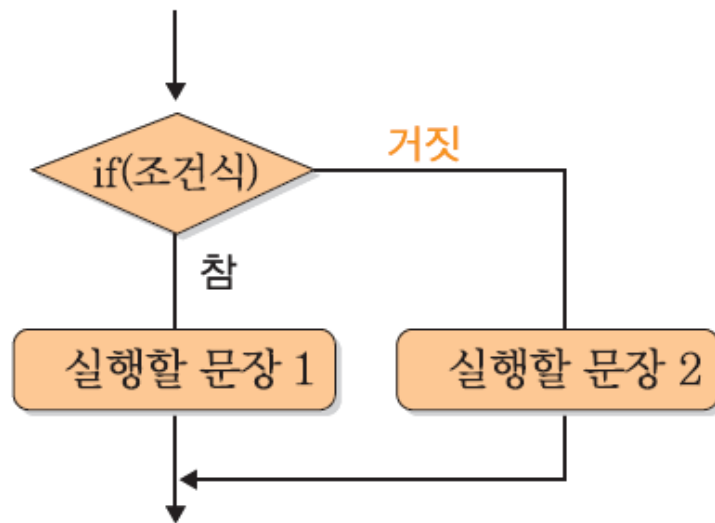 if(조건식)
거짓
참
실행할 문장 1
실행할 문장 2